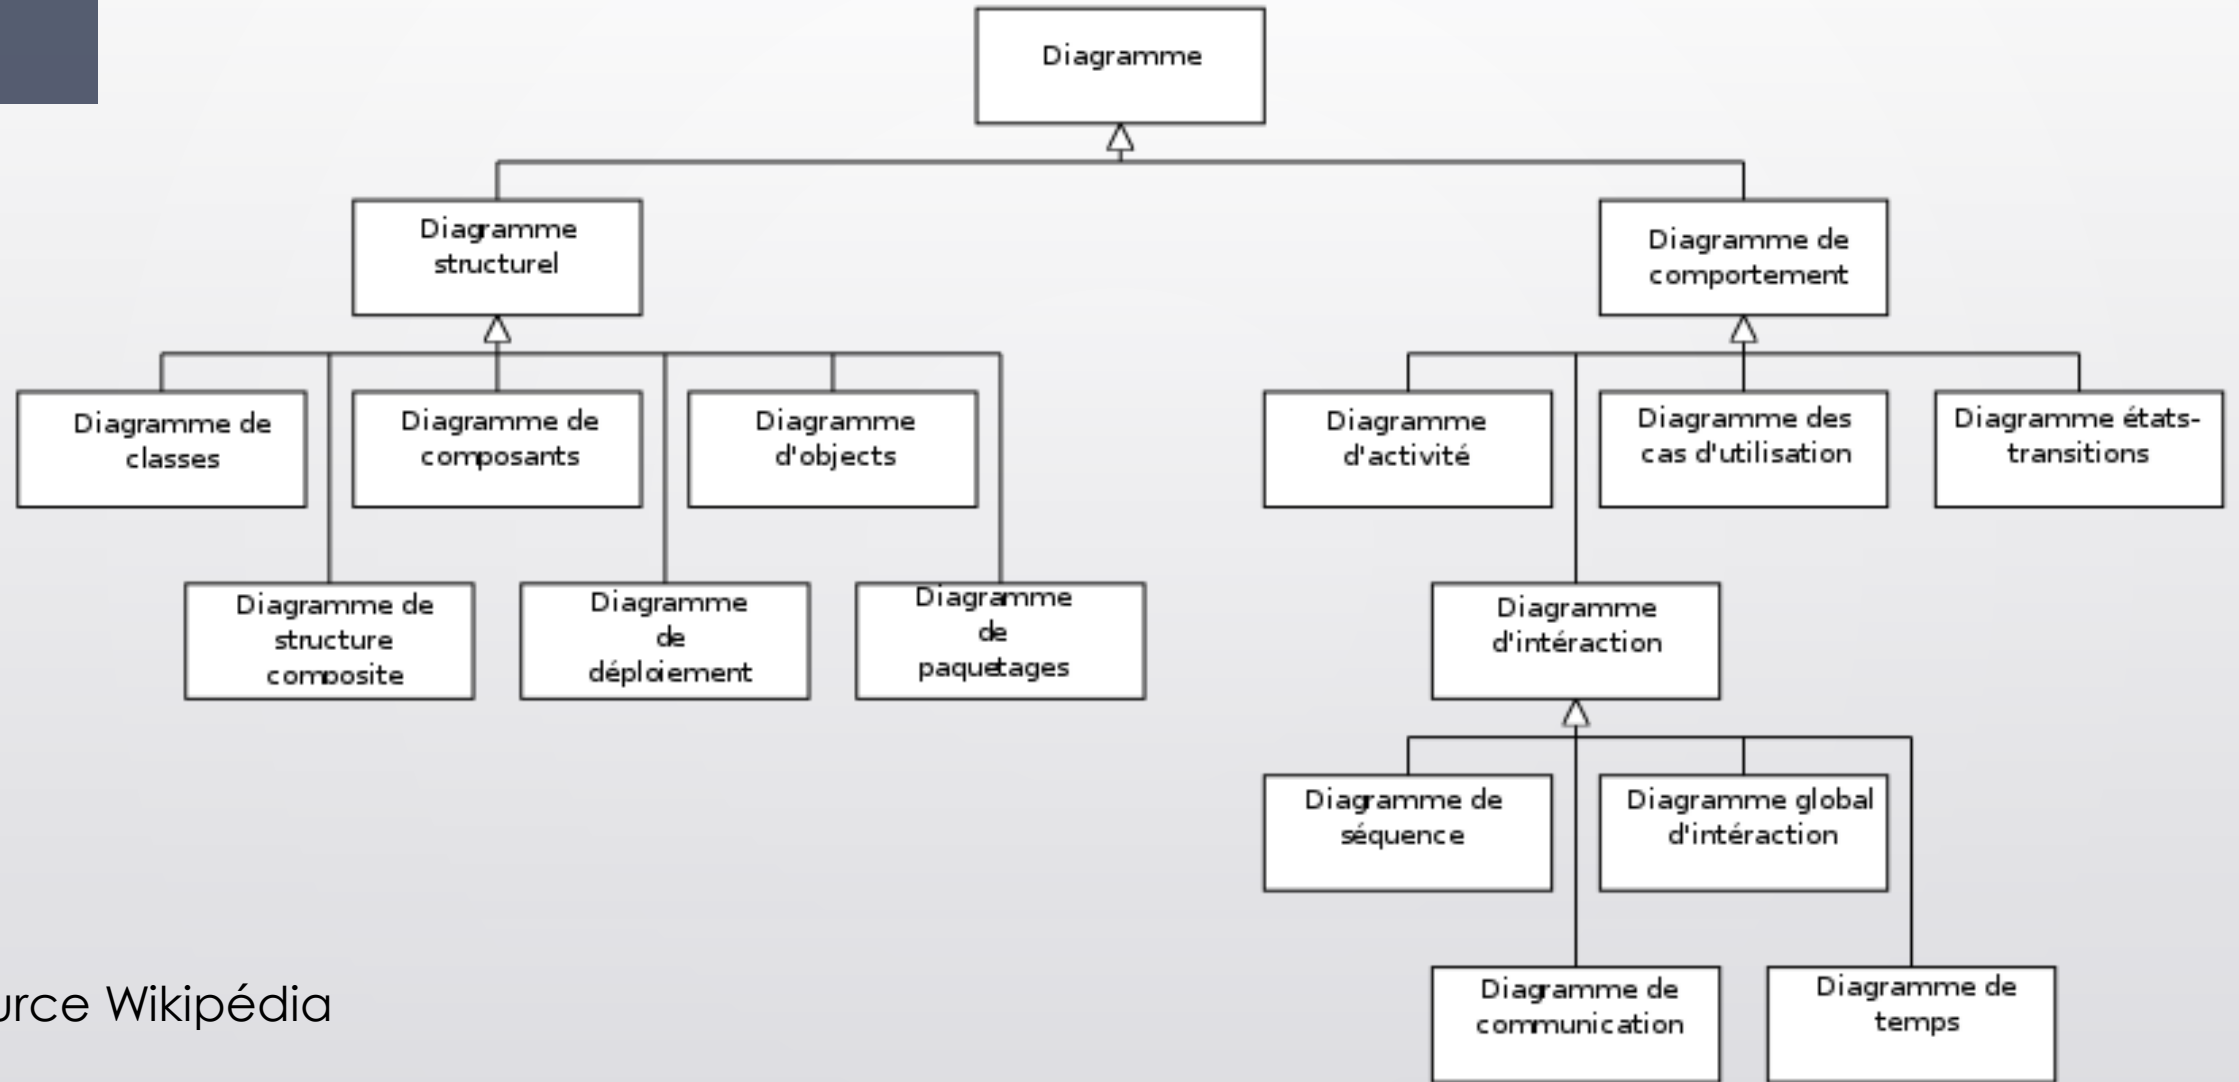 Diagramme
Diagramme
structurel
Diagramme de
comportement
Diagramme de
classes
Diagramme de
composants
Diagramme
d'objects
Diagramme
d'activité
Diagramme des
cas d'utilisation
Diagramme états-
transitions
Diagramme de
structure
composite
Diagramme
de
déploiement
Diagramme
de
paquetages
Diagramme
d'intéraction
Diagramme de
séquence
Diagramme global
d'intéraction
Diagramme de
communication
Diagramme de
temps
urce Wikipédia